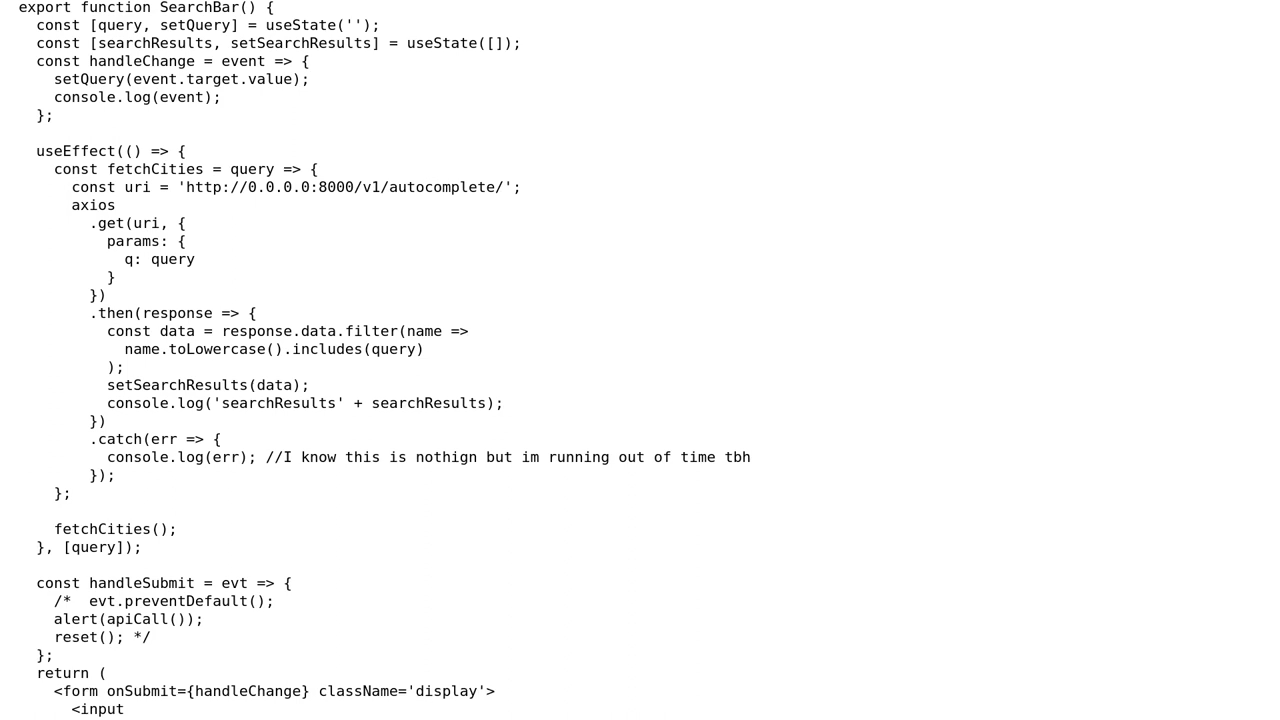 export function SearchBar() {
  const [query, setQuery] = useState('');
  const [searchResults, setSearchResults] = useState([]);
  const handleChange = event => {
    setQuery(event.target.value);
    console.log(event);
  };

  useEffect(() => {
    const fetchCities = query => {
      const uri = 'http://0.0.0.0:8000/v1/autocomplete/';
      axios
        .get(uri, {
          params: {
            q: query
          }
        })
        .then(response => {
          const data = response.data.filter(name =>
            name.toLowercase().includes(query)
          );
          setSearchResults(data);
          console.log('searchResults' + searchResults);
        })
        .catch(err => {
          console.log(err); //I know this is nothign but im running out of time tbh
        });
    };

    fetchCities();
  }, [query]);

  const handleSubmit = evt => {
    /*  evt.preventDefault();
    alert(apiCall());
    reset(); */
  };
  return (
    <form onSubmit={handleChange} className='display'>
      <input